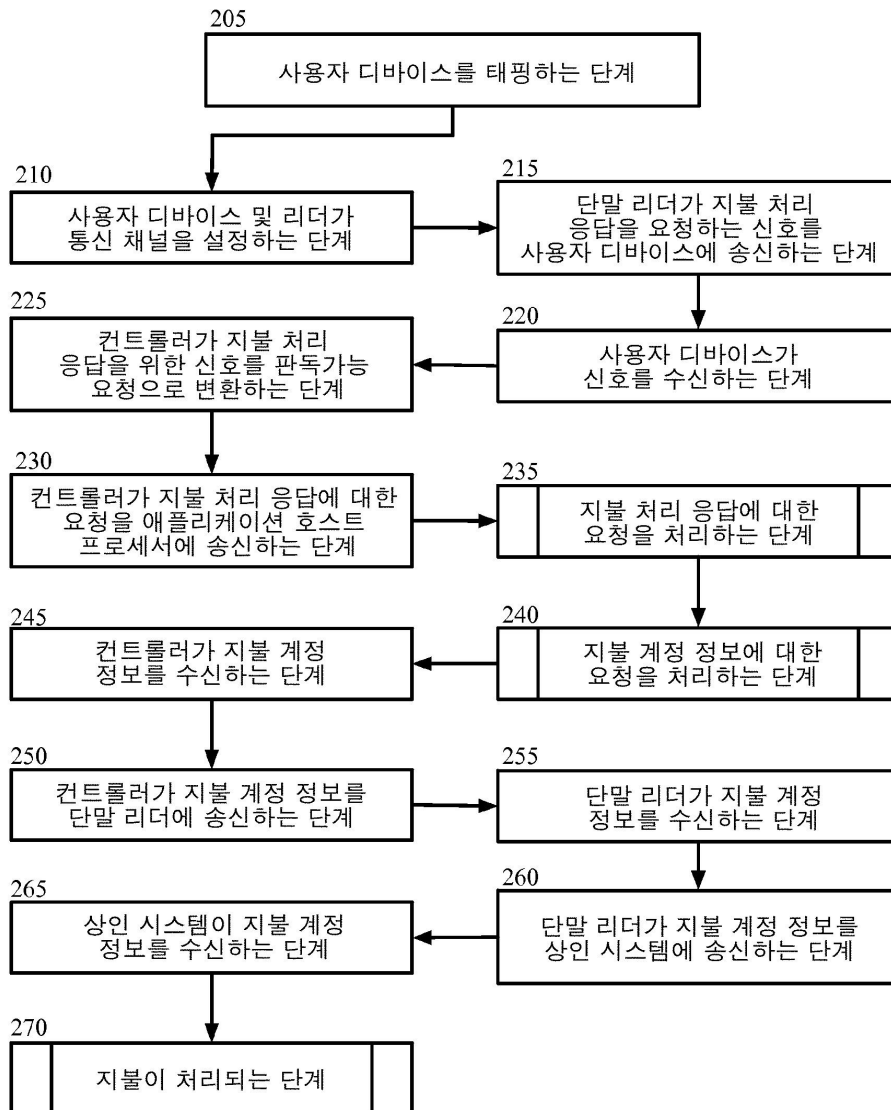 205
사용자 디바이스를 태핑하는 단계
210
사용자 디바이스 및 리더가
통신 채널을 설정하는 단계
215
단말 리더가 지불 처리
응답을 요청하는 신호를
사용자 디바이스에 송신하는 단계
220
사용자 디바이스가
신호를 수신하는 단계
225
컨트롤러가 지불 처리
응답을 위한 신호를 판독가능
요청으로 변환하는 단계
230
컨트롤러가 지불 처리 응답에 대한
요청을 애플리케이션 호스트
프로세서에 송신하는 단계
235
지불 처리 응답에 대한
요청을 처리하는 단계
240
지불 계정 정보에 대한
요청을 처리하는 단계
245
컨트롤러가 지불 계정
정보를 수신하는 단계
250
컨트롤러가 지불 계정 정보를
단말 리더에 송신하는 단계
255
단말 리더가 지불 계정
정보를 수신하는 단계
260
단말 리더가 지불 계정 정보를
상인 시스템에 송신하는 단계
265
상인 시스템이 지불 계정
정보를 수신하는 단계
270
지불이 처리되는 단계